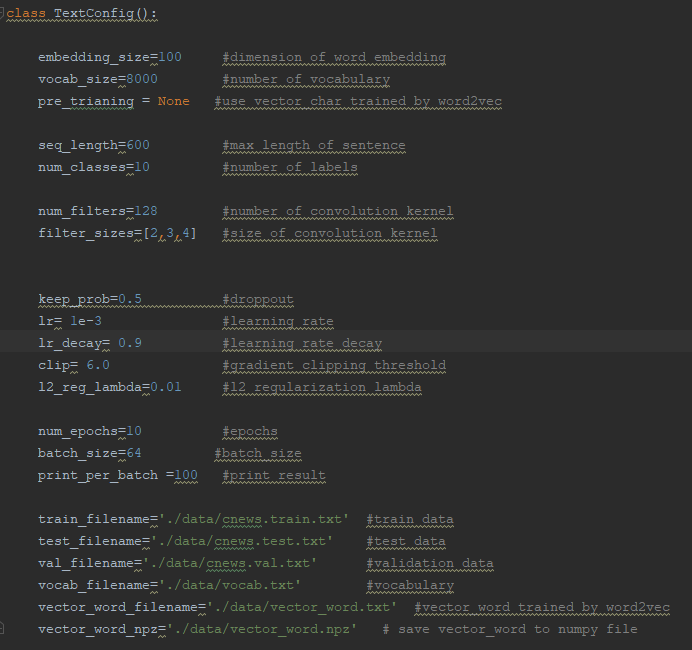 class TextConfig():
embedding_size=100     #dimension of word embedding
vocab_size=8000        #number of vocabulary
pre_trianing = None   #use vector_char trained by word2vec
seq_length=600         #max length of sentence
num_classes=10         #number of labels
num_filters=128        #number of convolution kernel
filter_sizes=[2,3,4]   #size of convolution kernel
keep_prob=0.5          #droppout
lr= 1e-3               #learning rate
lr_decay= 0.9          #learning rate decay
clip= 6.0              #gradient clipping threshold
l2_reg_lambda=0.01     #l2 regularization lambda
num_epochs=10          #epochs
batch_size=64         #batch_size
print_per_batch =100   #print result
train_filename='./data/cnews.train.txt'  #train data
test_filename='./data/cnews.test.txt'    #test data
val_filename='./data/cnews.val.txt'      #validation data
vocab_filename='./data/vocab.txt'        #vocabulary
vector_word_filename='./data/vector_word.txt'  #vector_word trained by word2vec
vector_word_npz='./data/vector_word.npz'   # save vector_word to numpy file